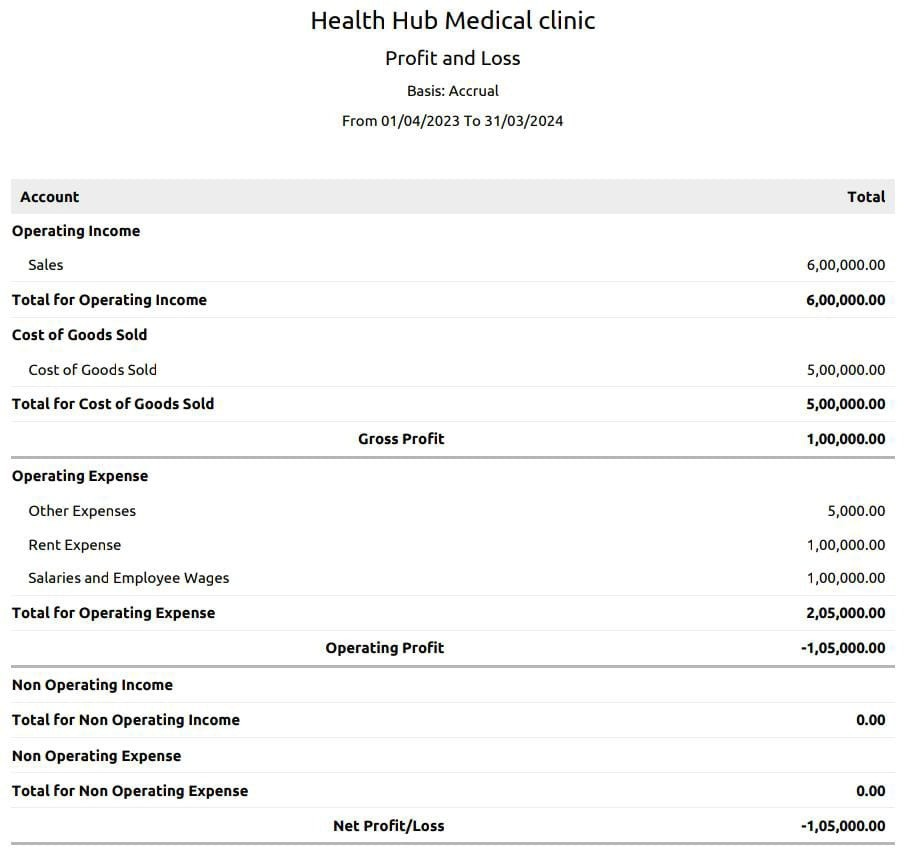 Health Hub Medical clinic
Profit and Loss
Basis: Accrual
From 01/04/2023 To 31/03/2024
Account Total
Operating Income
Sales 6,00,000.00
Total for Operating Income 6,00,000.00
Cost of Goods Sold
Cost of Goods Sold 5,00,000.00
Total for Cost of Goods Sold 5,00,000.00
Gross Profit 1,00,000.00
Operating Expense
Other Expenses 5,000.00
Rent Expense 1,00,000.00
Salaries and Employee Wages 1,00,000.00
Total for Operating Expense 2,05,000.00
Operating Profit -1,05,000.00
Non Operating Income
Total for Non Operating Income 0.00
Non Operating Expense
Total for Non Operating Expense 0.00
Net Profit/Loss -1,05,000.00